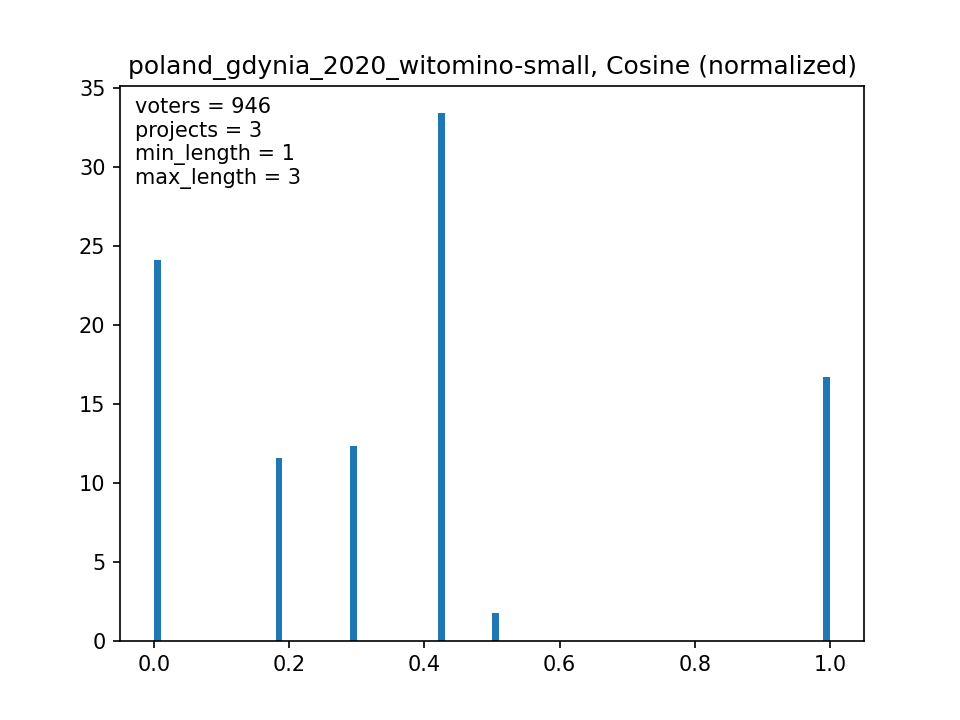 poland_gdynia_2020_witomino-small, Cosine (normalized)
voters = 946
projects = 3
min_length = 1
max_length = 3
35
30
25
20
15
10
5
0
0.0 0.2 0.4 0.6 0.8 1.0